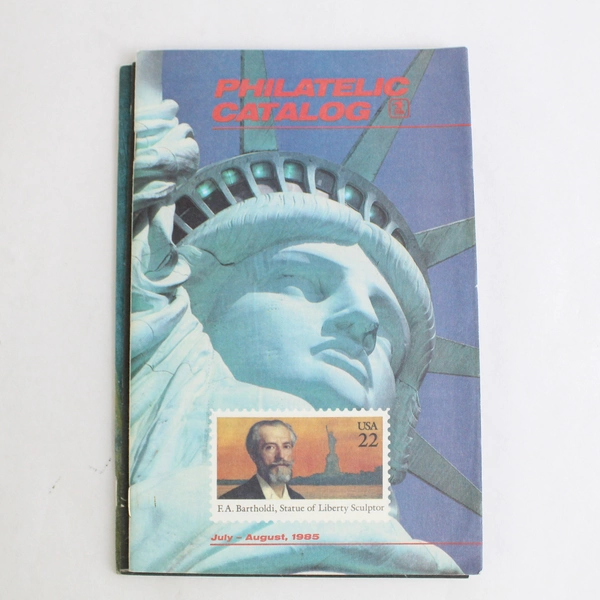 PHILATELIC
CATALOG
USA
22
F.A. Bartholdi, Statue of Liberty Sculptor
July – August, 1985